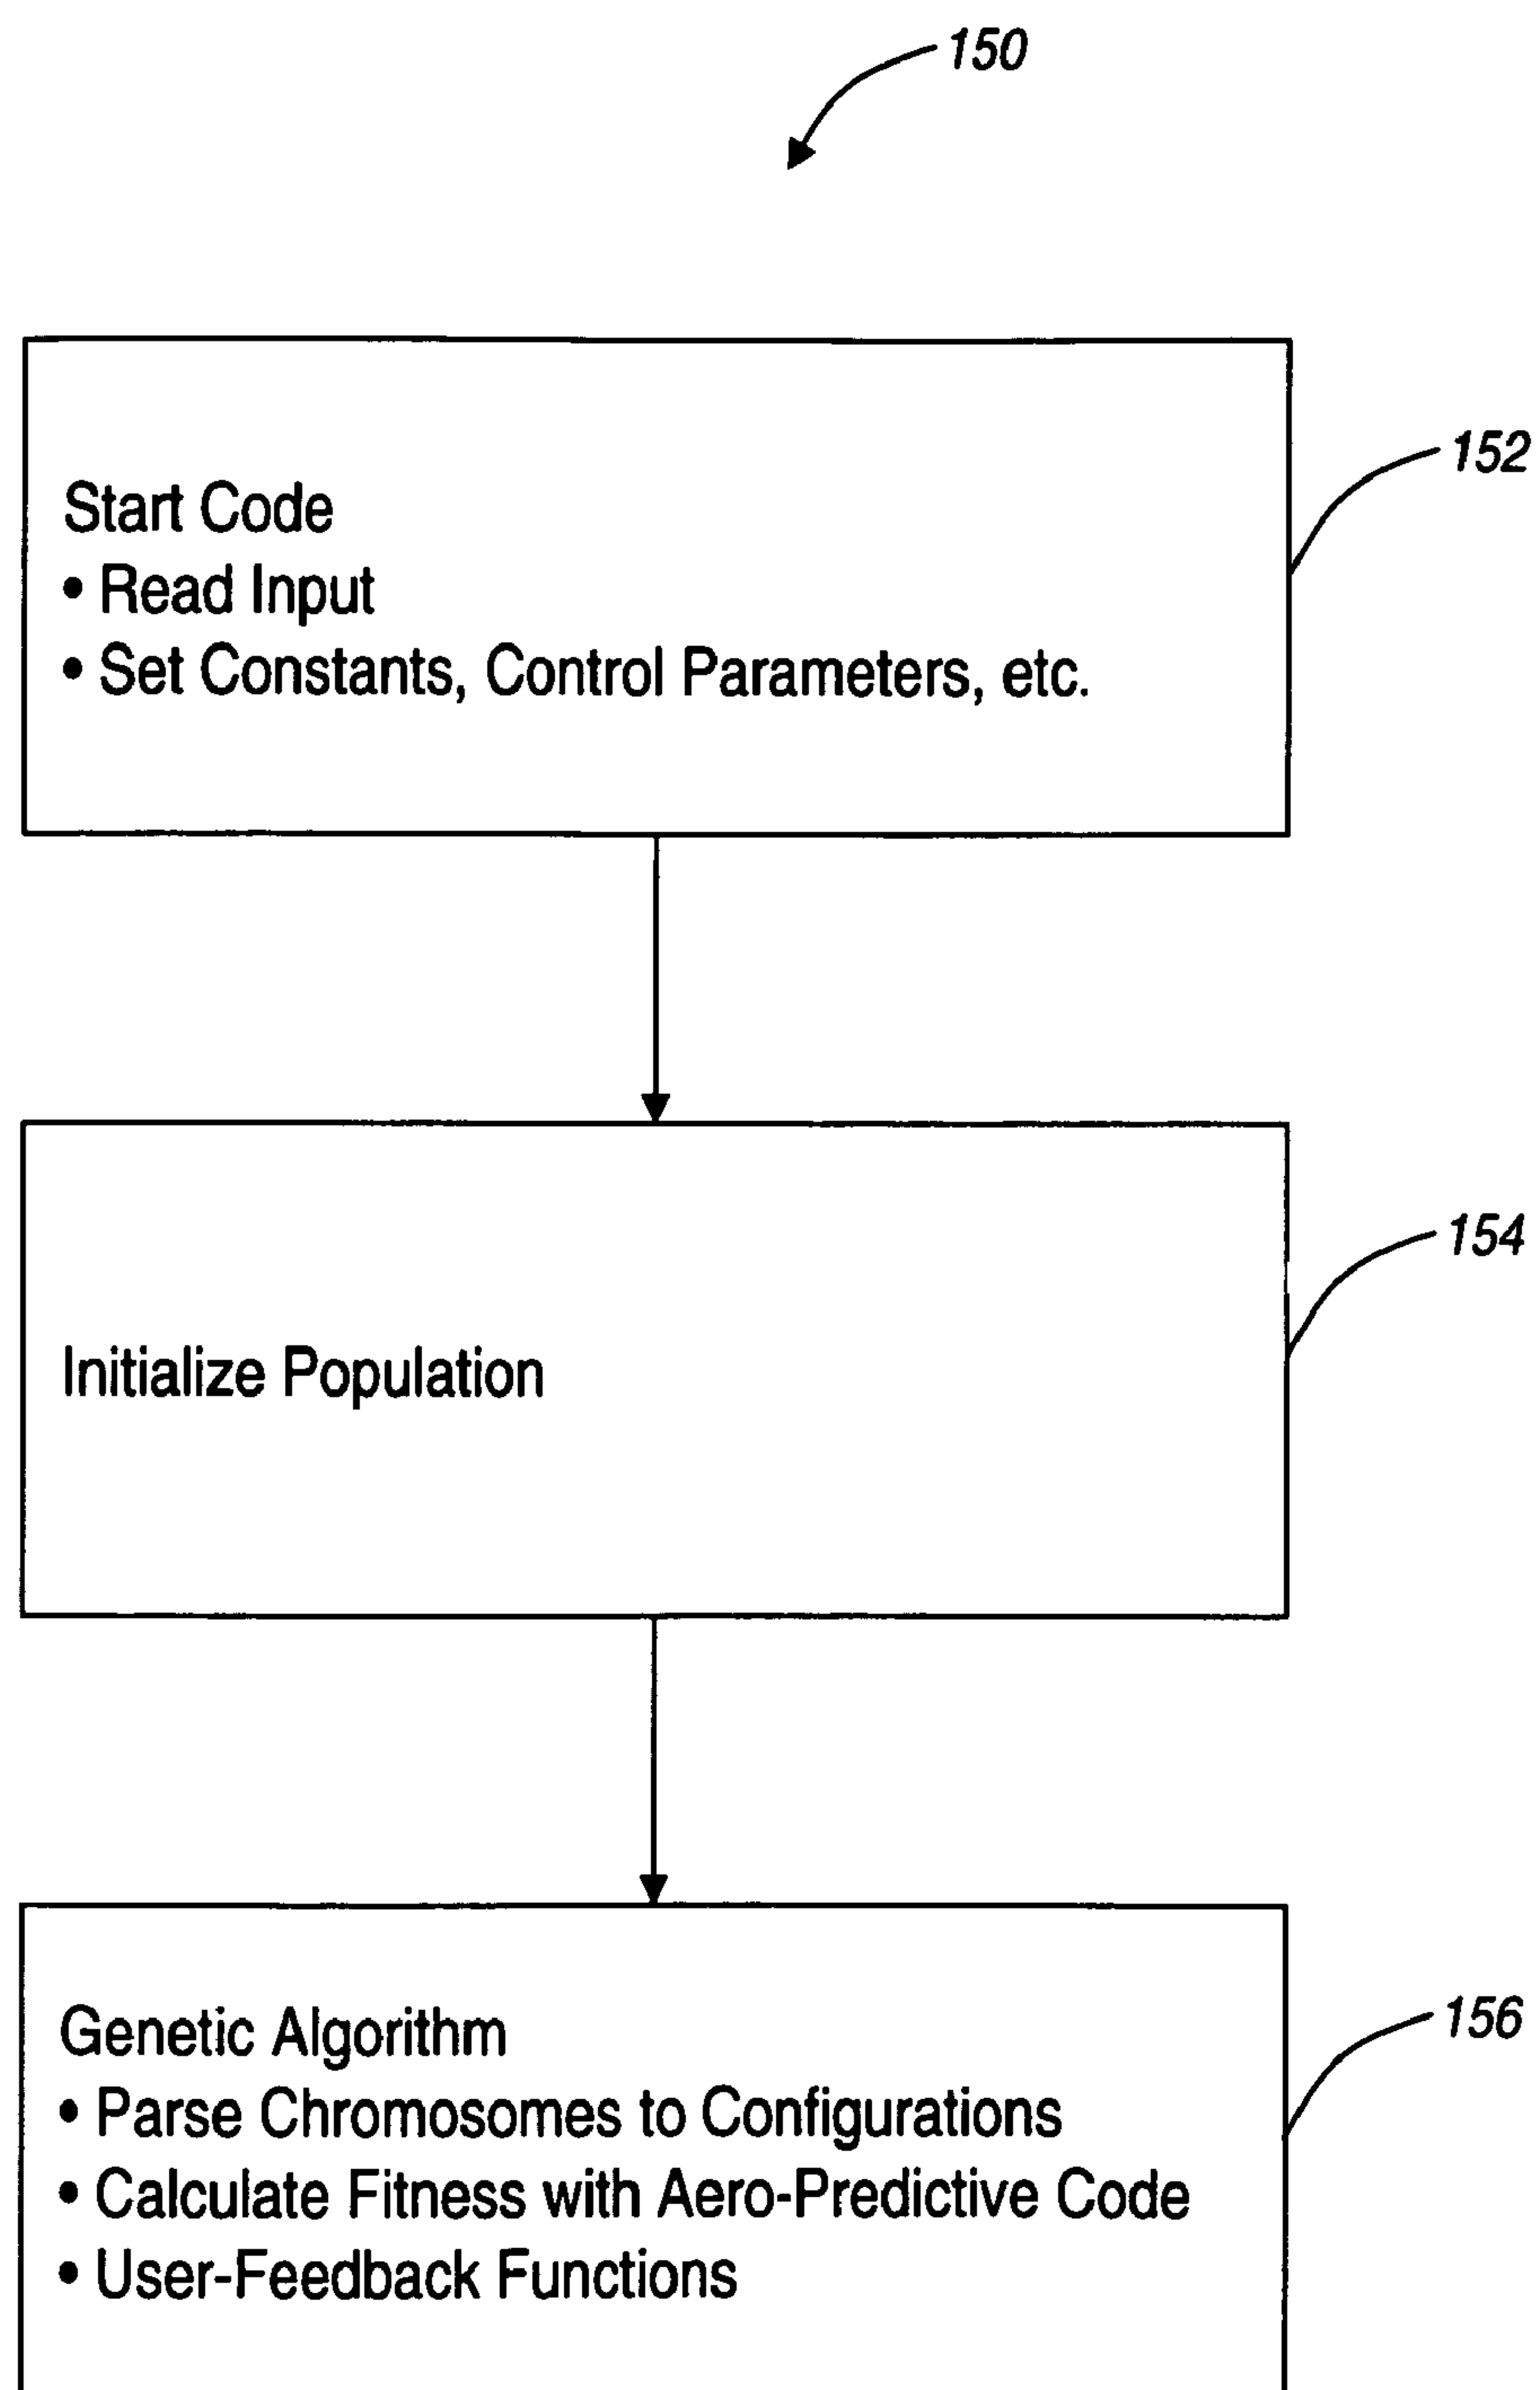 150
152
Start Code
• Read Input
• Set Constants, Control Parameters, etc.
154
Initialize Population
156
Genetic Algorithm
• Parse Chromosomes to Configurations
• Calculate Fitness with Aero-Predictive Code
• User-Feedback Functions